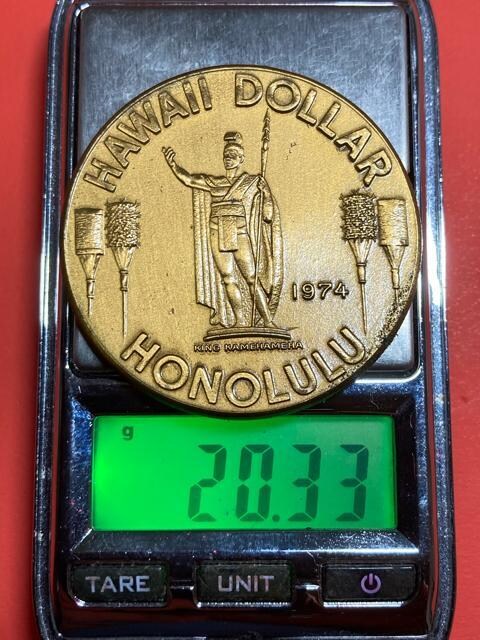 HAWAII DOLLAR
1974
KING KAMEHAMEHA
HONOLULU
g
20.33
TARE
UNIT